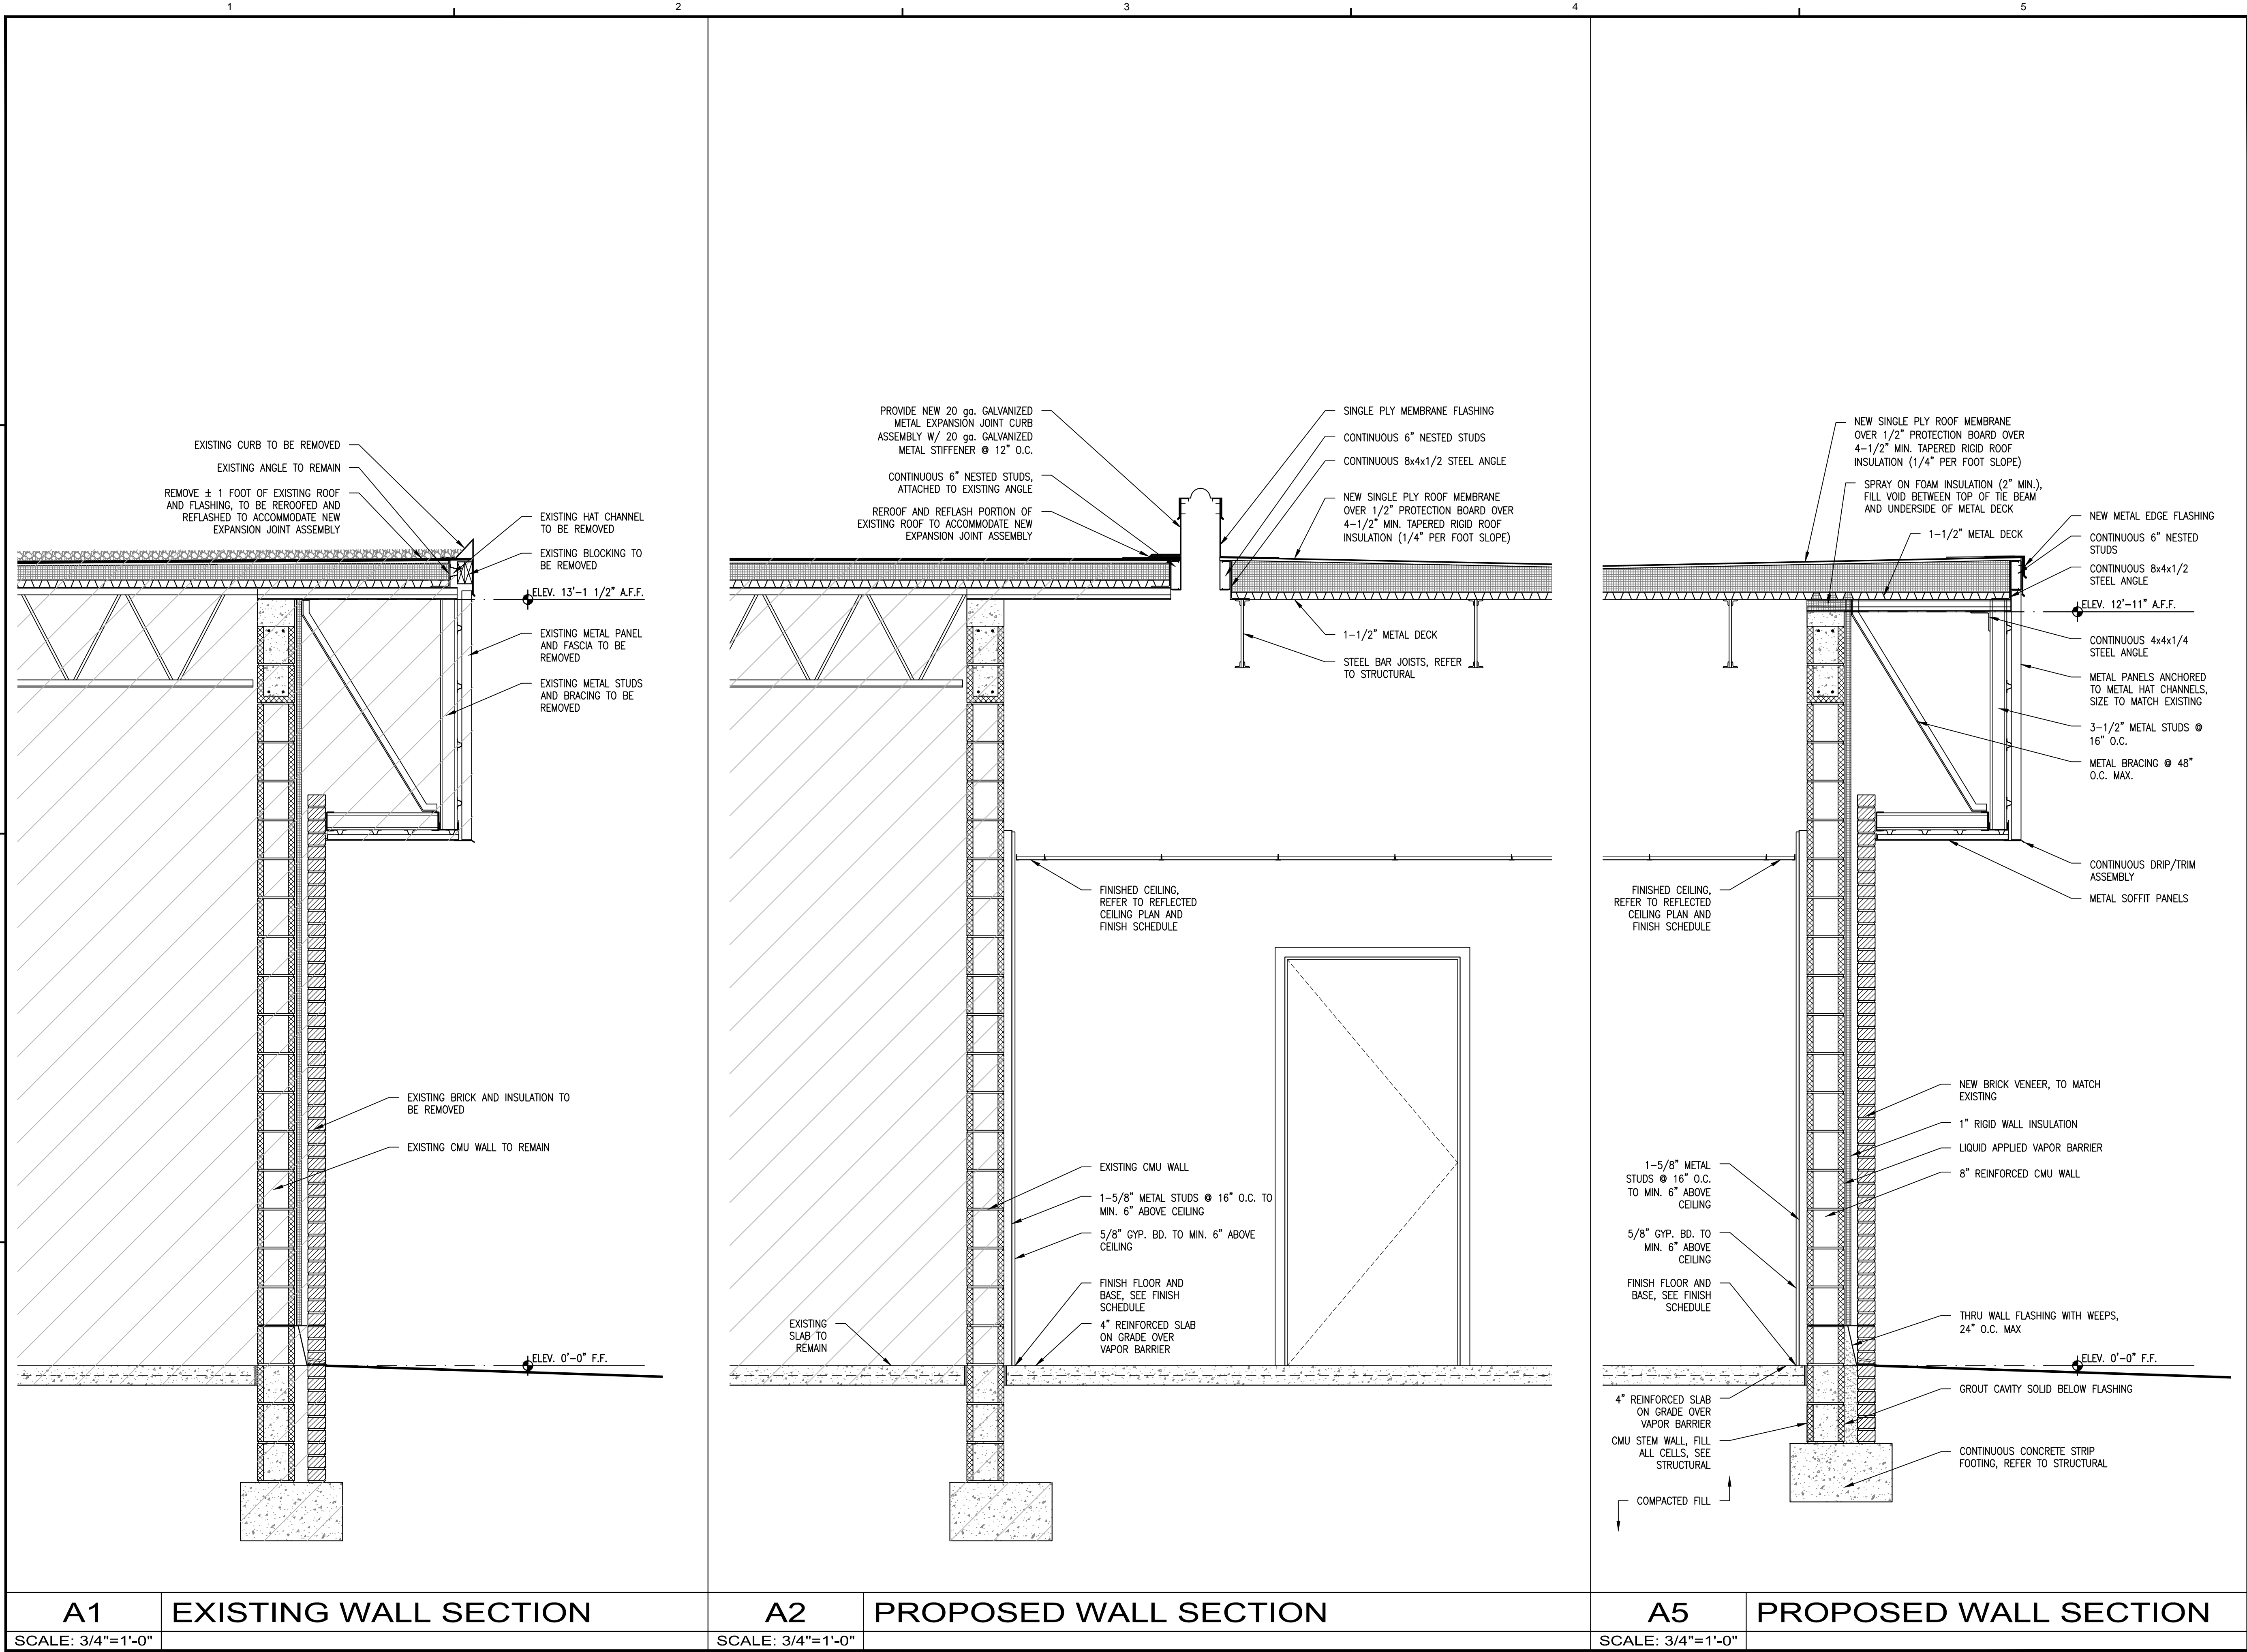 1
2
3
4
5
EXISTING CURB TO BE REMOVED
EXISTING ANGLE TO REMAIN
REMOVE ± 1 FOOT OF EXISTING ROOF
AND FLASHING, TO BE REROOFED AND
REFLASHED TO ACCOMMODATE NEW
EXPANSION JOINT ASSEMBLY
EXISTING HAT CHANNEL
TO BE REMOVED
EXISTING BLOCKING TO
BE REMOVED
ELEV. 13'-1 1/2" A.F.F.
EXISTING METAL PANEL
AND FASCIA TO BE
REMOVED
EXISTING METAL STUDS
AND BRACING TO BE
REMOVED
EXISTING BRICK AND INSULATION TO
BE REMOVED
EXISTING CMU WALL TO REMAIN
ELEV. 0'-0" F.F.
A1
EXISTING WALL SECTION
SCALE: 3/4"=1'-0"
PROVIDE NEW 20 ga. GALVANIZED
METAL EXPANSION JOINT CURB
ASSEMBLY W/ 20 ga. GALVANIZED
METAL STIFFENER @ 12" O.C.
CONTINUOUS 6" NESTED STUDS,
ATTACHED TO EXISTING ANGLE
REROOF AND REFLASH PORTION OF
EXISTING ROOF TO ACCOMMODATE NEW
EXPANSION JOINT ASSEMBLY
SINGLE PLY MEMBRANE FLASHING
CONTINUOUS 6" NESTED STUDS
CONTINUOUS 8x4x1/2 STEEL ANGLE
NEW SINGLE PLY ROOF MEMBRANE
OVER 1/2" PROTECTION BOARD OVER
4-1/2" MIN. TAPERED RIGID ROOF
INSULATION (1/4" PER FOOT SLOPE)
1-1/2" METAL DECK
STEEL BAR JOISTS, REFER
TO STRUCTURAL
FINISHED CEILING,
REFER TO REFLECTED
CEILING PLAN AND
FINISH SCHEDULE
EXISTING CMU WALL
1-5/8" METAL STUDS @ 16" O.C. TO
MIN. 6" ABOVE CEILING
5/8" GYP. BD. TO MIN. 6" ABOVE
CEILING
FINISH FLOOR AND
BASE, SEE FINISH
SCHEDULE
4" REINFORCED SLAB
ON GRADE OVER
VAPOR BARRIER
EXISTING
SLAB TO
REMAIN
A2
PROPOSED WALL SECTION
SCALE: 3/4"=1'-0"
NEW SINGLE PLY ROOF MEMBRANE
OVER 1/2" PROTECTION BOARD OVER
4-1/2" MIN. TAPERED RIGID ROOF
INSULATION (1/4" PER FOOT SLOPE)
SPRAY ON FOAM INSULATION (2" MIN.),
FILL VOID BETWEEN TOP OF TIE BEAM
AND UNDERSIDE OF METAL DECK
1-1/2" METAL DECK
NEW METAL EDGE FLASHING
CONTINUOUS 6" NESTED
STUDS
CONTINUOUS 8x4x1/2
STEEL ANGLE
ELEV. 12'-11" A.F.F.
CONTINUOUS 4x4x1/4
STEEL ANGLE
METAL PANELS ANCHORED
TO METAL HAT CHANNELS,
SIZE TO MATCH EXISTING
3-1/2" METAL STUDS @
16" O.C.
METAL BRACING @ 48"
O.C. MAX.
CONTINUOUS DRIP/TRIM
ASSEMBLY
METAL SOFFIT PANELS
FINISHED CEILING,
REFER TO REFLECTED
CEILING PLAN AND
FINISH SCHEDULE
NEW BRICK VENEER, TO MATCH
EXISTING
1" RIGID WALL INSULATION
LIQUID APPLIED VAPOR BARRIER
8" REINFORCED CMU WALL
1-5/8" METAL
STUDS @ 16" O.C.
TO MIN. 6" ABOVE
CEILING
5/8" GYP. BD. TO
MIN. 6" ABOVE
CEILING
FINISH FLOOR AND
BASE, SEE FINISH
SCHEDULE
THRU WALL FLASHING WITH WEEPS,
24" O.C. MAX
ELEV. 0'-0" F.F.
GROUT CAVITY SOLID BELOW FLASHING
4" REINFORCED SLAB
ON GRADE OVER
VAPOR BARRIER
CMU STEM WALL, FILL
ALL CELLS, SEE
STRUCTURAL
CONTINUOUS CONCRETE STRIP
FOOTING, REFER TO STRUCTURAL
COMPACTED FILL
A5
PROPOSED WALL SECTION
SCALE: 3/4"=1'-0"